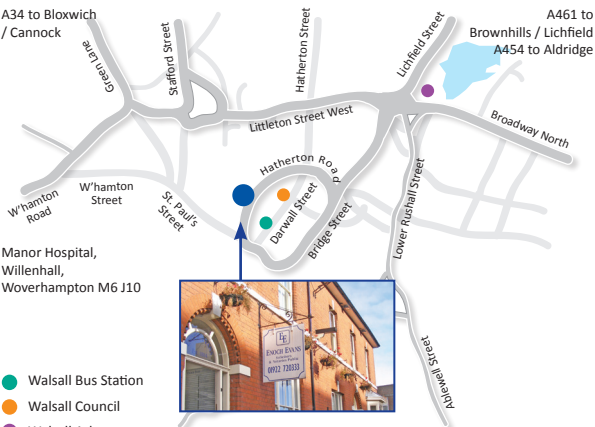 A34 to Bloxwich
/ Cannock
A461 to
Brownhills / Lichfield
A454 to Aldridge
Green Lane
Stafford Street
Hatherton Street
Lichfield Street
Littleton Street West
Broadway North
Hatherton Road
W'hamton
Road
W'hamton
Street
St. Paul's
Street
Darwall Street
Bridge Street
Lower Rushall Street
Manor Hospital,
Willenhall,
Woverhampton M6 J10
EE
ENOCH EVANS
01922 720333
Ablewell Street
Walsall Bus Station
Walsall Council